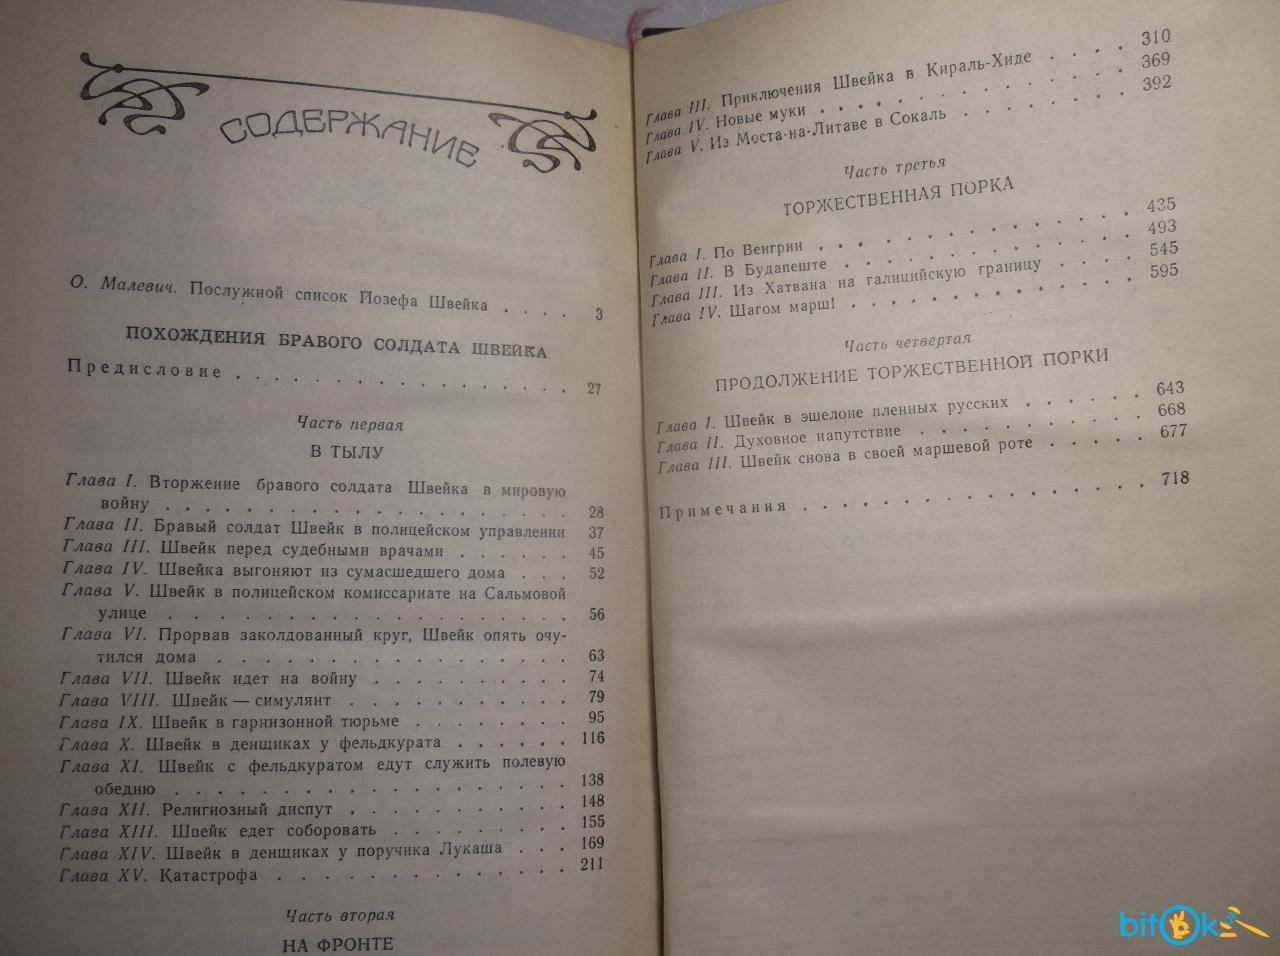 СОДЕРЖАНИЕ
О. Малевич. Послужной список Йозефа Швейка . . . . 3
ПОХОЖДЕНИЯ БРАВОГО СОЛДАТА ШВЕЙКА
Предисловие . . . . . . . . . . . . . . 27
Часть первая
В ТЫЛУ
Глава I. Вторжение бравого солдата Швейка в мировую
войну . . . . . . . . . . . . . . . . . 28
Глава II. Бравый солдат Швейк в полицейском управлении 37
Глава III. Швейк перед судебными врачами . . . . . . 45
Глава IV. Швейка выгоняют из сумасшедшего дома . . . 52
Глава V. Швейк в полицейском комиссариате на Сальмовой
улице . . . . . . . . . . . . . . . . 56
Глава VI. Прорвав заколдованный круг, Швейк опять очу-
тился дома . . . . . . . . . . . . . . 63
Глава VII. Швейк идет на войну . . . . . . . . 74
Глава VIII. Швейк — симулянт . . . . . . . . . 79
Глава IX. Швейк в гарнизонной тюрьме . . . . . . . 95
Глава X. Швейк в денщиках у фельдкурата . . . . . . 116
Глава XI. Швейк с фельдкуратом едут служить полевую
обедню . . . . . . . . . . . . . . . 138
Глава XII. Религиозный диспут . . . . . . . . . 148
Глава XIII. Швейк едет соборовать . . . . . . . . 155
Глава XIV. Швейк в денщиках у поручика Лукаша . . . 169
Глава XV. Катастрофа . . . . . . . . . . . 211
Часть вторая
НА ФРОНТЕ
Глава III. Приключения Швейка в Кираль-Хиде . . . . 310
Глава IV. Новые муки . . . . . . . . . . . . 369
Глава V. Из Моста-на-Литаве в Сокаль . . . . . . . 392
Часть третья
ТОРЖЕСТВЕННАЯ ПОРКА
Глава I. По Венгрии . . . . . . . . . . . . 435
Глава II. В Будапеште . . . . . . . . . . . 493
Глава III. Из Хатвана на галицийскую границу . . . . 545
Глава IV. Шагом марш! . . . . . . . . . . . 595
Часть четвертая
ПРОДОЛЖЕНИЕ ТОРЖЕСТВЕННОЙ ПОРКИ
Глава I. Швейк в эшелоне пленных русских . . . . . 643
Глава II. Духовное напутствие . . . . . . . . . 668
Глава III. Швейк снова в своей маршевой роте . . . . . 677
Примечания . . . . . . . . . . . . . . 718